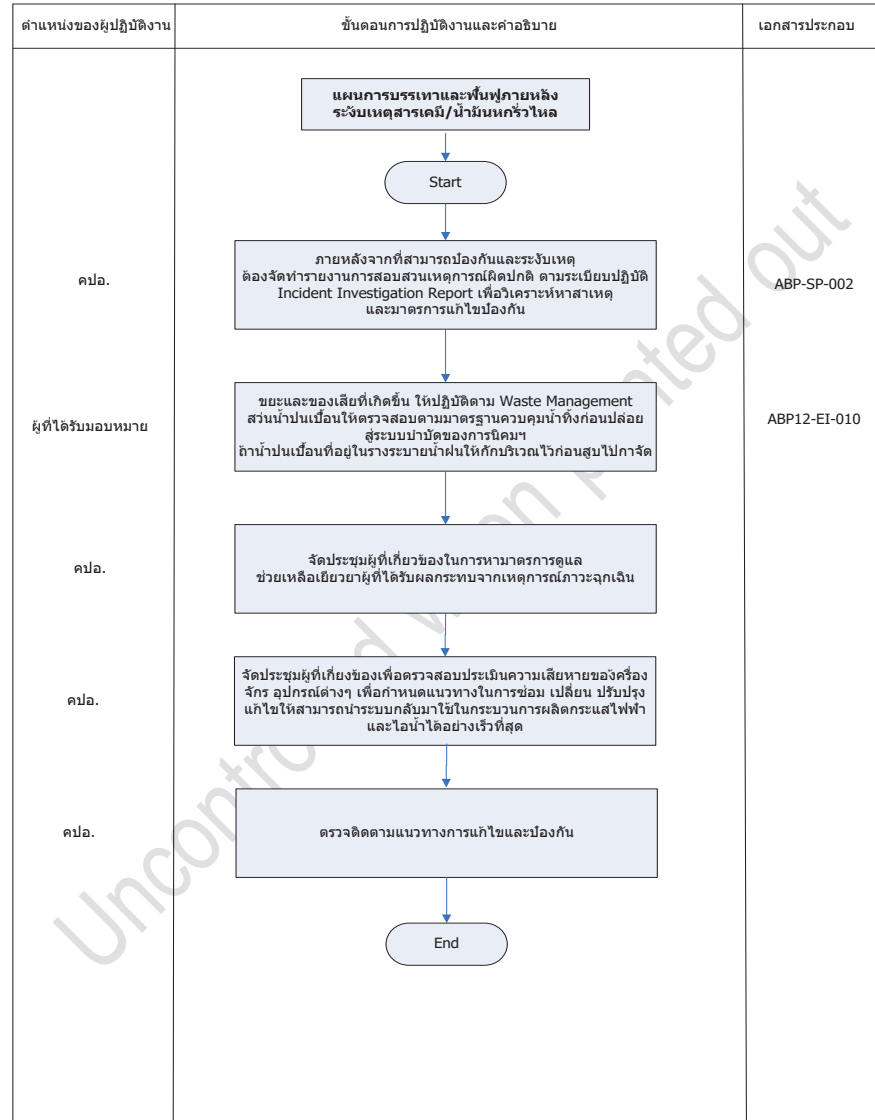 ตำแหน่งของผู้ปฏิบัติงาน
ขั้นตอนการปฏิบัติงานและคำอธิบาย
เอกสารประกอบ
แผนการบรรเทาและฟื้นฟูภายหลัง
ระงับเหตุสารเคมี/น้ำมันหกรั่วไหล
Start
คปอ.
ภายหลังจากที่สามารถป้องกันและระงับเหตุ
ต้องจัดทำรายงานการสอบสวนเหตุการณ์ผิดปกติ ตามระเบียบปฏิบัติ
Incident Investigation Report เพื่อวิเคราะห์หาสาเหตุ
และมาตรการแก้ไขป้องกัน
ABP-SP-002
ผู้ที่ได้รับมอบหมาย
ขยะและของเสียที่เกิดขึ้น ให้ปฏิบัติตาม Waste Management
ส่วนน้ำปนเปื้อนให้ตรวจสอบตามมาตรฐานควบคุมน้ำทิ้งก่อนปล่อย
สู่ระบบบำบัดของการนิคมฯ
ถ้าน้ำปนเปื้อนที่อยู่ในรางระบายน้ำฝนให้กักบริเวณไว้ก่อนสูบไปกำจัด
ABP12-EI-010
คปอ.
จัดประชุมผู้ที่เกี่ยวข้องในการหามาตรการดูแล
ช่วยเหลือเยียวยาผู้ที่ได้รับผลกระทบจากเหตุการณ์ภาวะฉุกเฉิน
คปอ.
จัดประชุมผู้ที่เกี่ยงข้องเพื่อตรวจสอบประเมินความเสียหายของเครื่อง
จักร อุปกรณ์ต่างๆ เพื่อกำหนดแนวทางในการซ่อม เปลี่ยน ปรับปรุง
แก้ไขให้สามารถนำระบบกลับมาใช้ในกระบวนการผลิตกระแสไฟฟ้า
และไอน้ำได้อย่างเร็วที่สุด
คปอ.
ตรวจติดตามแนวทางการแก้ไขและป้องกัน
End
Uncontrolled when printed out